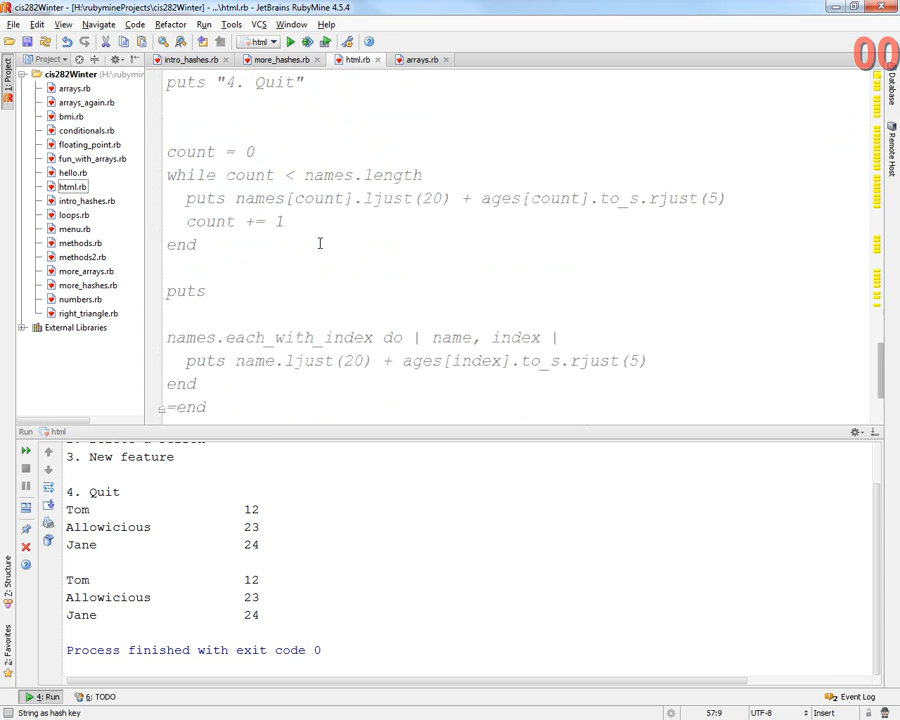 cis282Winter - [H:\rubymineProjects\cis282Winter] - ...\html.rb - JetBrains RubyMine 4.5.4
File Edit View Navigate Code Refactor Run Tools VCS Window Help
html
00
1: Project
Project
intro_hashes.rb
more_hashes.rb
html.rb
arrays.rb
Database
Remote Host
cis282Winter (H:\rubymin
arrays.rb
arrays_again.rb
bmi.rb
conditionals.rb
floating_point.rb
fun_with_arrays.rb
hello.rb
html.rb
intro_hashes.rb
loops.rb
menu.rb
methods.rb
methods2.rb
more_arrays.rb
more_hashes.rb
numbers.rb
right_triangle.rb
External Libraries
puts "4. Quit"
count = 0
while count < names.length
puts names[count].ljust(20) + ages[count].to_s.rjust(5)
count += 1
end
puts
names.each_with_index do | name, index |
puts name.ljust(20) + ages[index].to_s.rjust(5)
end
=end
Run html
3. New feature
4. Quit
Tom 12
Allowicious 23
Jane 24
Tom 12
Allowicious 23
Jane 24
Process finished with exit code 0
7: Structure
2: Favorites
4: Run
6: TODO
Event Log
String as hash key
57:9
UTF-8
Insert